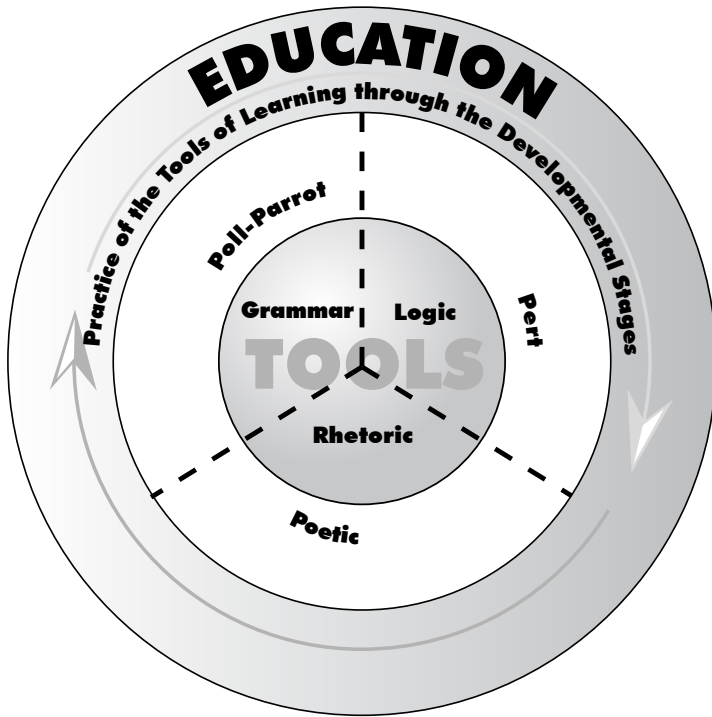 EDUCATION
Practice of the Tools of Learning through the Developmental Stages
Poll-Parrot
Pert
Grammar
Logic
TOOLS
Rhetoric
Poetic